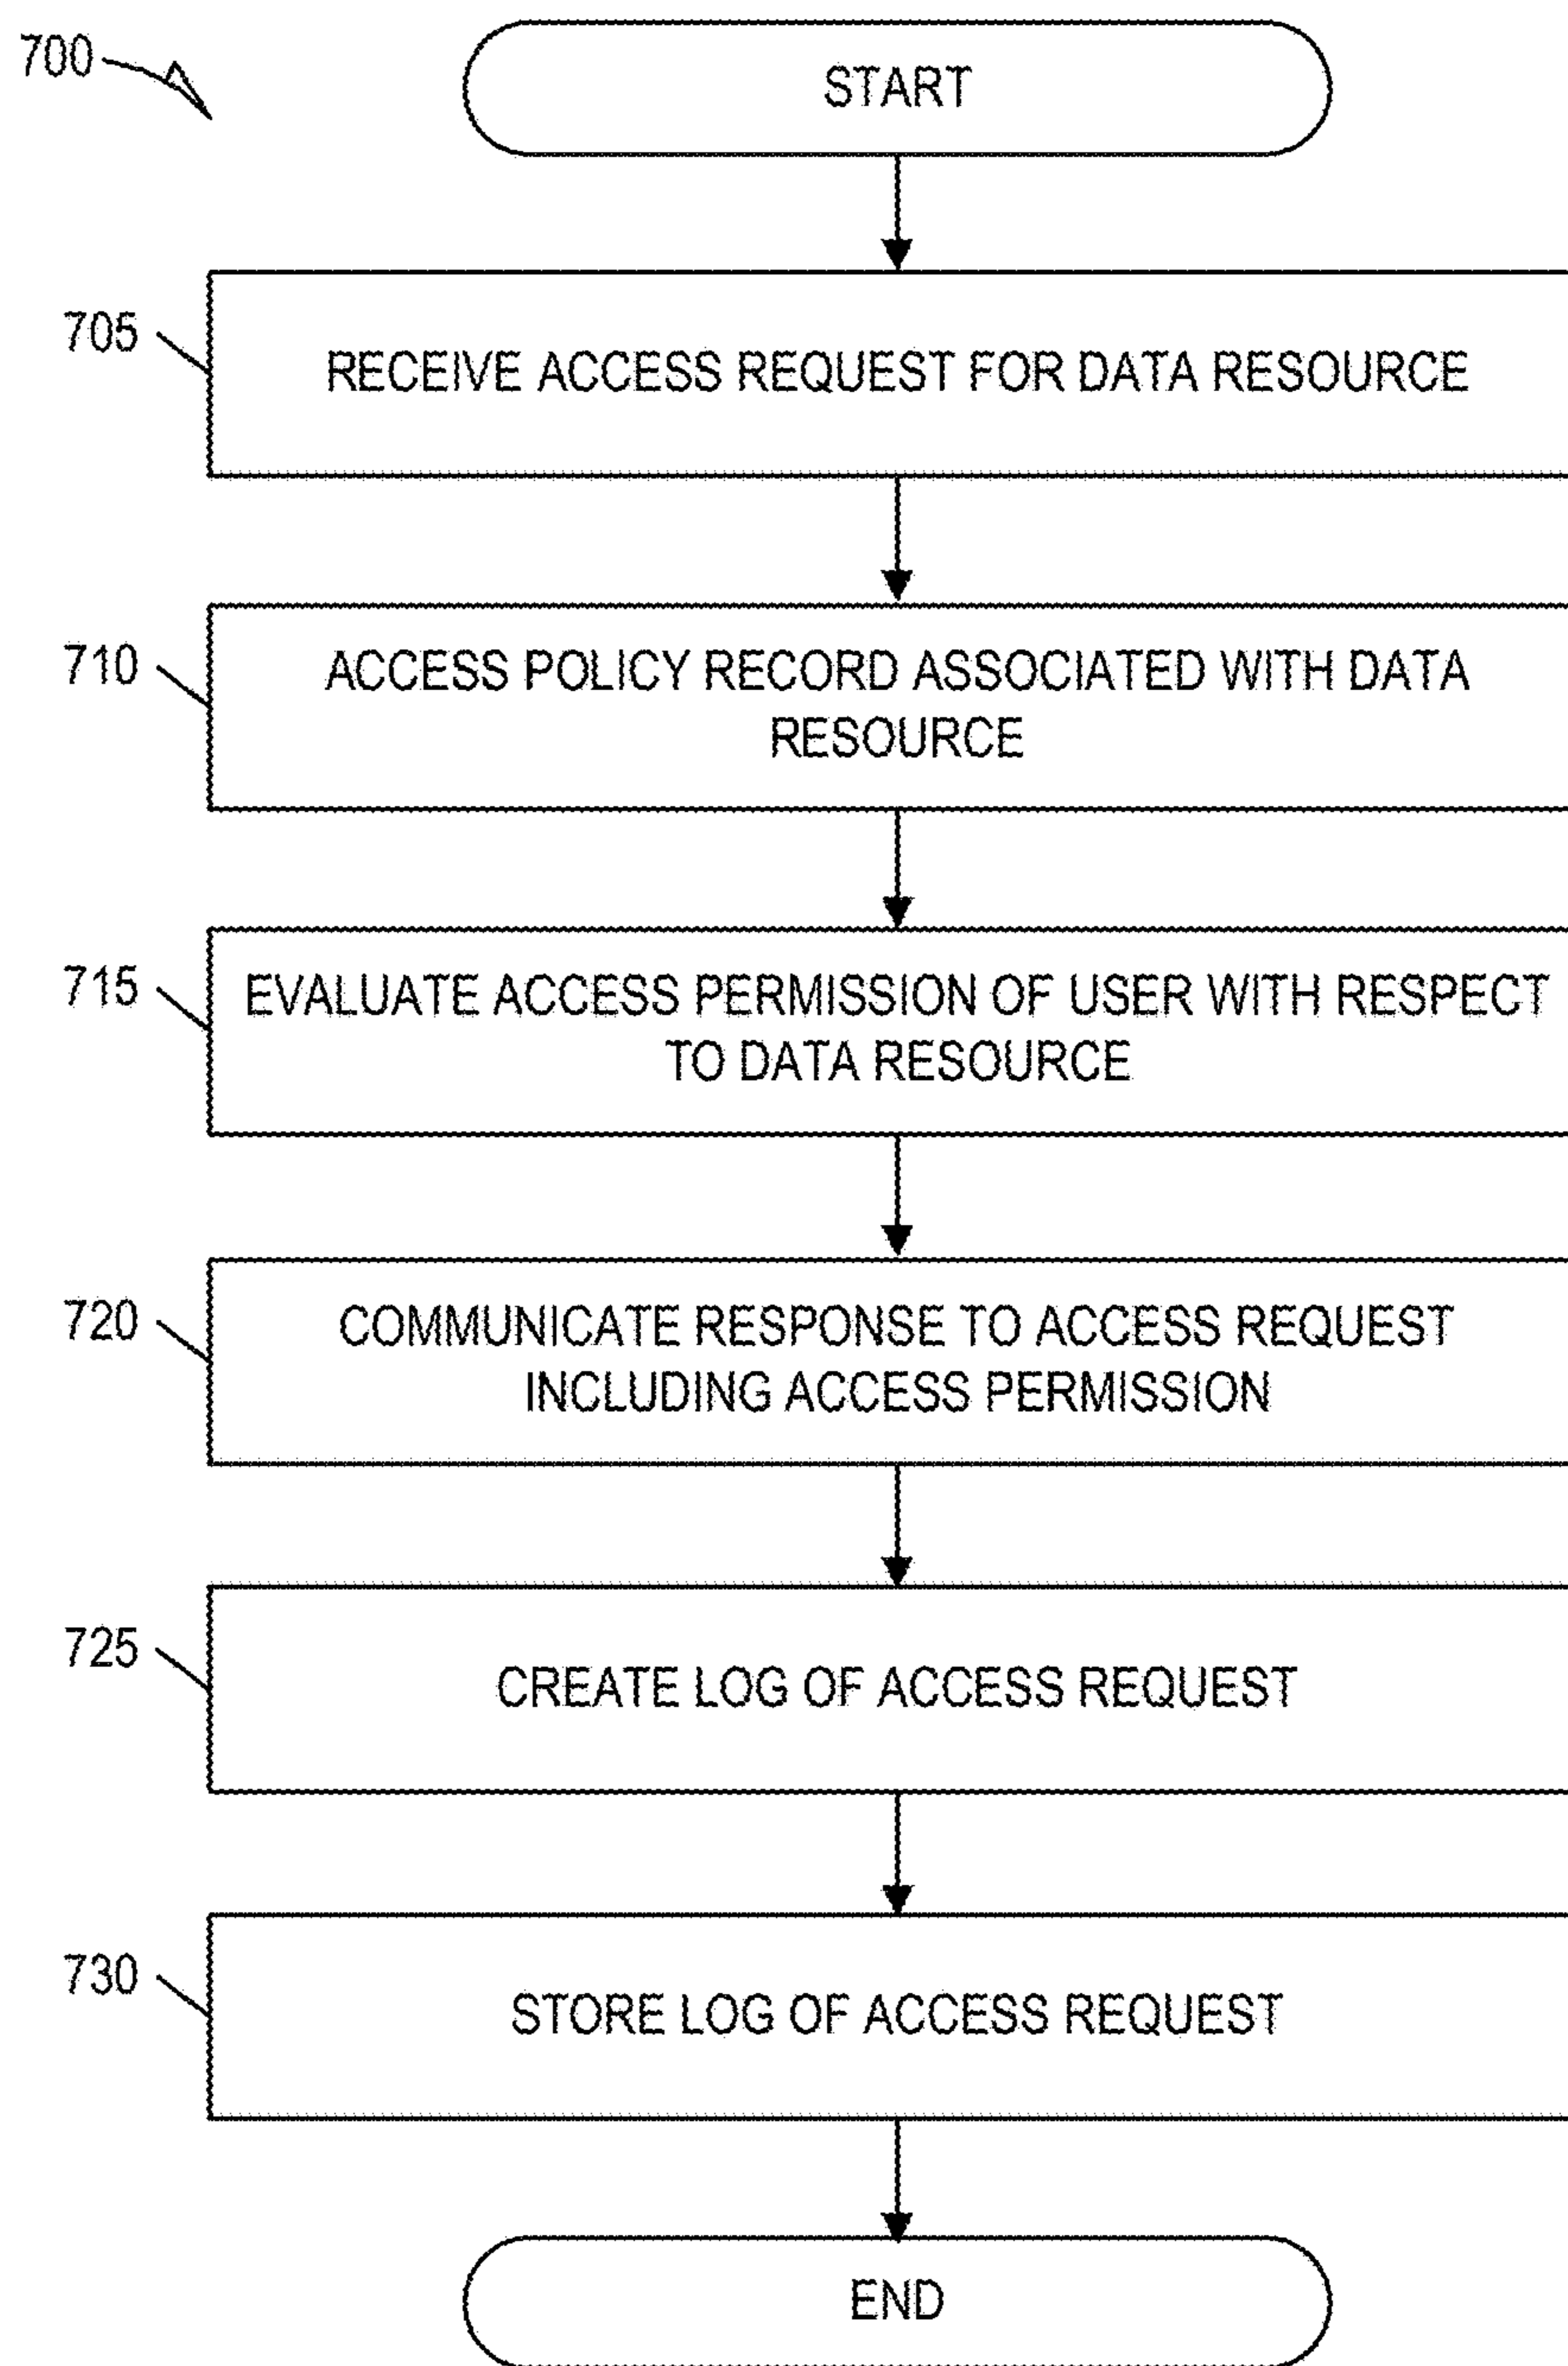 700
START
705
RECEIVE ACCESS REQUEST FOR DATA RESOURCE
710
ACCESS POLICY RECORD ASSOCIATED WITH DATA
RESOURCE
715
EVALUATE ACCESS PERMISSION OF USER WITH RESPECT
TO DATA RESOURCE
720
COMMUNICATE RESPONSE TO ACCESS REQUEST
INCLUDING ACCESS PERMISSION
725
CREATE LOG OF ACCESS REQUEST
730
STORE LOG OF ACCESS REQUEST
END